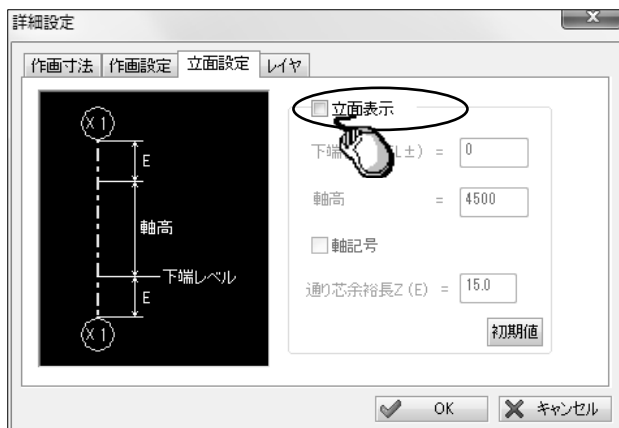 詳細設定
作画寸法 作画設定 立面設定 レイヤ
X1
E
軸高
下端レベル
E
X1
立面表示
下端 L±) = 0
軸高 = 4500
軸記号
通り芯余裕長Z(E) = 15.0
初期値
OK キャンセル